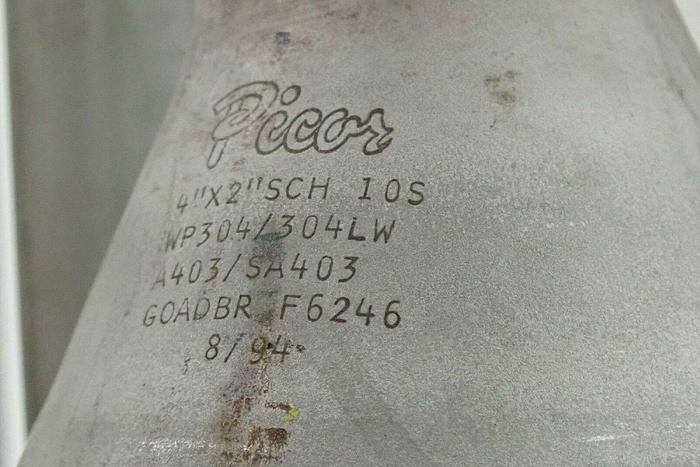 Picor
4"X2"SCH 10S
WP304/304LW
A403/SA403
GOADBR F6246
8/94